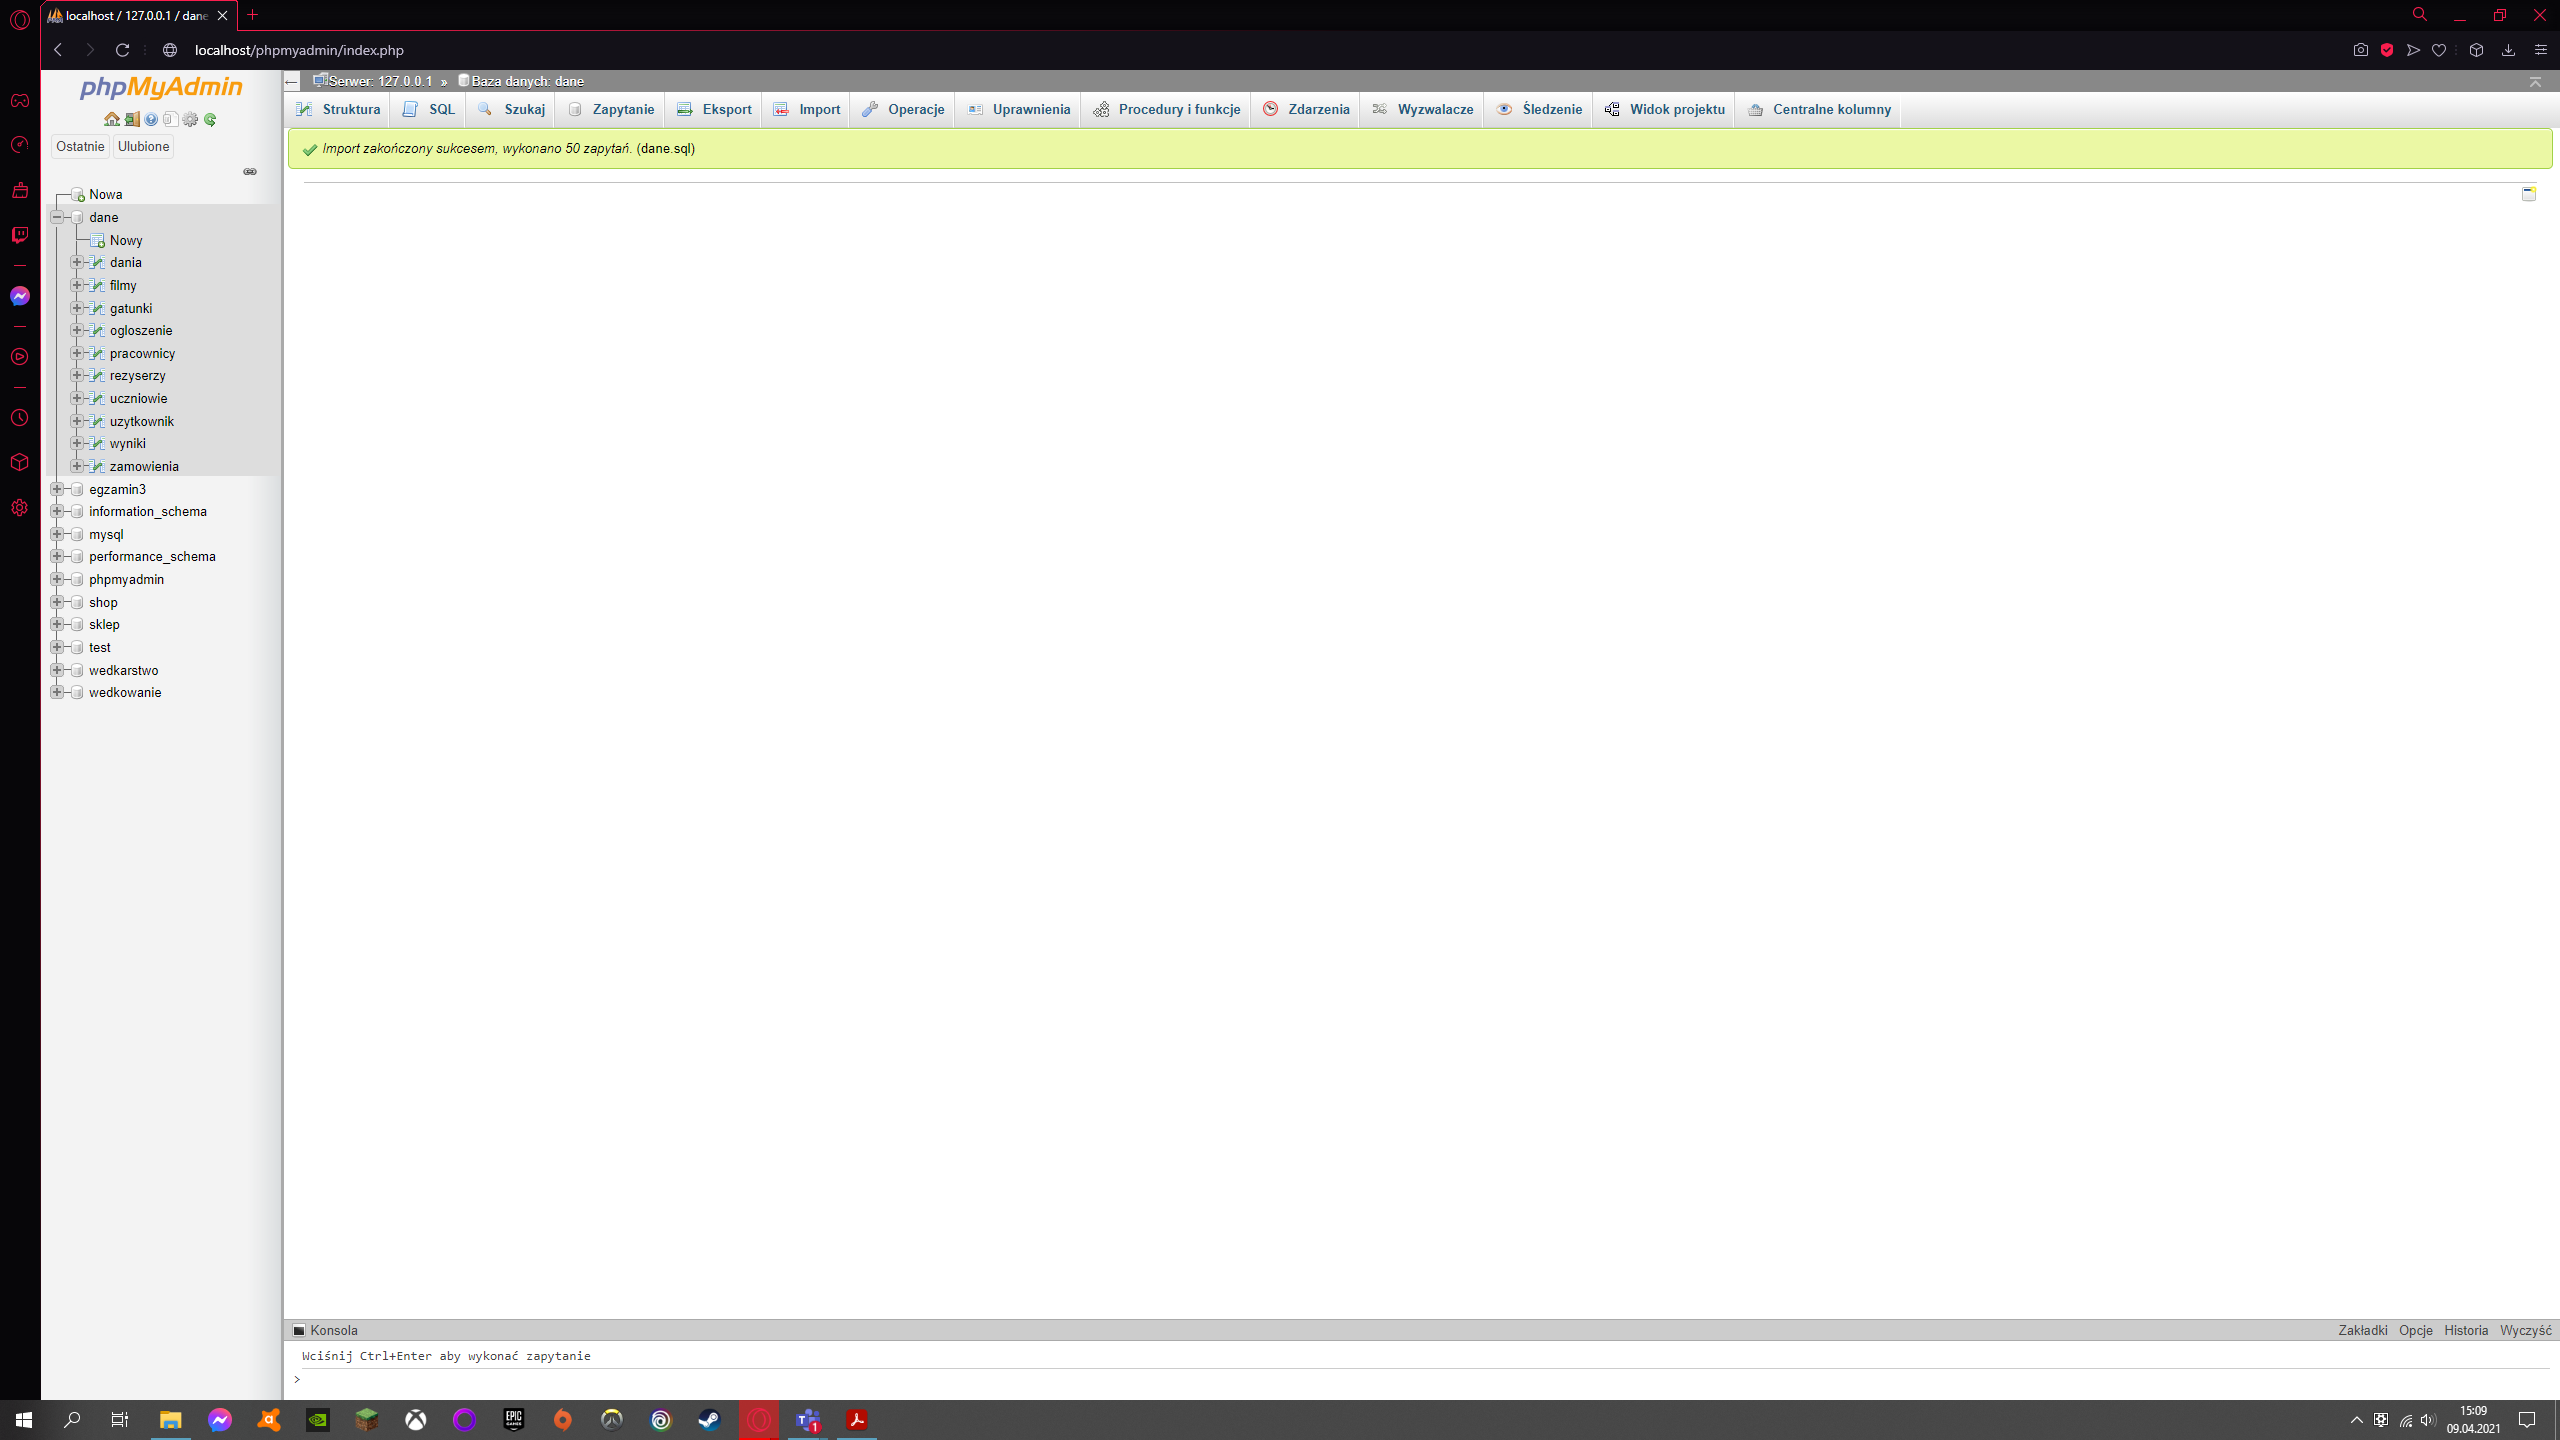 localhost / 127.0.0.1 / dane
localhost/phpmyadmin/index.php
phpMyAdmin
Ostatnie Ulubione
Nowa
dane
Nowy
dania
filmy
gatunki
ogloszenie
pracownicy
rezyserzy
uczniowie
uzytkownik
wyniki
zamowienia
egzamin3
information_schema
mysql
performance_schema
phpmyadmin
shop
sklep
test
wedkarstwo
wedkowanie
Serwer: 127.0.0.1 » Baza danych: dane
Struktura SQL Szukaj Zapytanie Eksport Import Operacje Uprawnienia Procedury i funkcje Zdarzenia Wyzwalacze Śledzenie Widok projektu Centralne kolumny
Import zakończony sukcesem, wykonano 50 zapytań. (dane.sql)
Konsola Zakładki Opcje Historia Wyczyść
Wciśnij Ctrl+Enter aby wykonać zapytanie
>
EPIC GAMES
T 1
15:09
09.04.2021